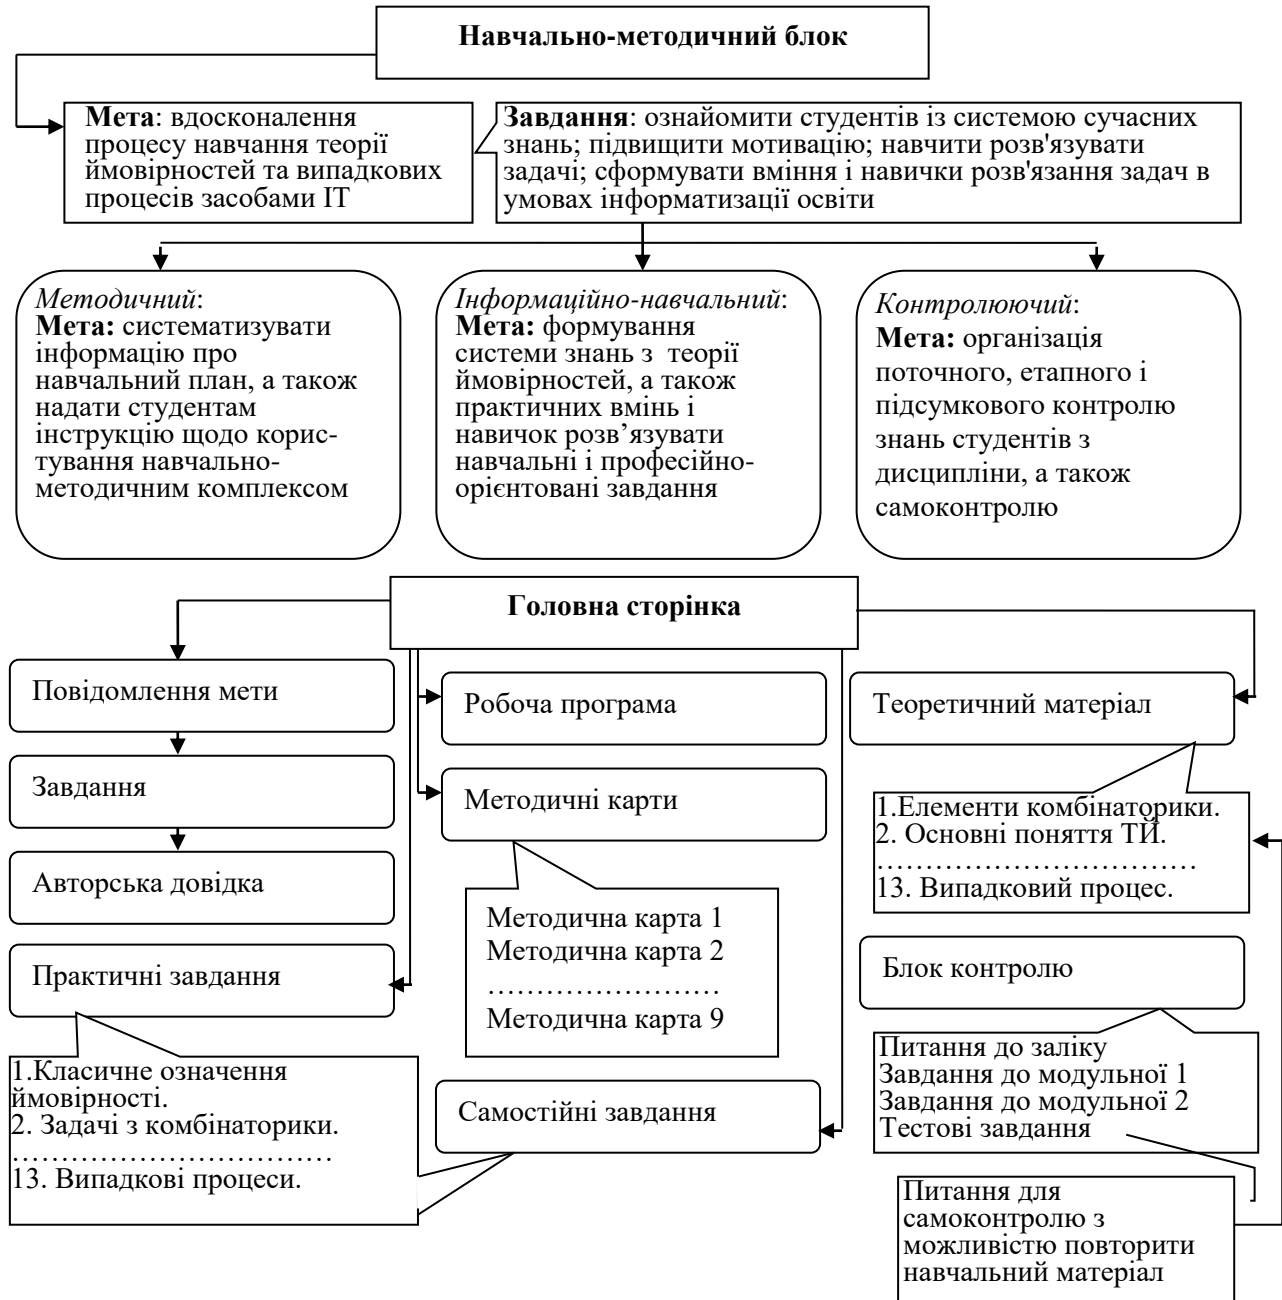 Навчально-методичний блок
Мета: вдосконалення
процесу навчання теорії
ймовірностей та випадкових
процесів засобами ІТ
Завдання: ознайомити студентів із системою сучасних
знань; підвищити мотивацію; навчити розв'язувати
задачі; сформувати вміння і навички розв'язання задач в
умовах інформатизації освіти
Методичний:
Мета: систематизувати
інформацію про
навчальний план, а також
надати студентам
інструкцію щодо корис-
тування навчально-
методичним комплексом
Інформаційно-навчальний:
Мета: формування
системи знань з теорії
ймовірностей, а також
практичних вмінь і
навичок розв’язувати
навчальні і професійно-
орієнтовані завдання
Контролюючий:
Мета: організація
поточного, етапного і
підсумкового контролю
знань студентів з
дисципліни, а також
самоконтролю
Головна сторінка
Повідомлення мети
Завдання
Авторська довідка
Практичні завдання
1.Класичне означення
ймовірності.
2. Задачі з комбінаторики.
……………………………
13. Випадкові процеси.
Робоча програма
Методичні карти
Методична карта 1
Методична карта 2
……………………
Методична карта 9
Самостійні завдання
Теоретичний матеріал
1.Елементи комбінаторики.
2. Основні поняття ТЙ.
……………………………
13. Випадковий процес.
Блок контролю
Питання до заліку
Завдання до модульної 1
Завдання до модульної 2
Тестові завдання
Питання для
самоконтролю з
можливістю повторити
навчальний матеріал